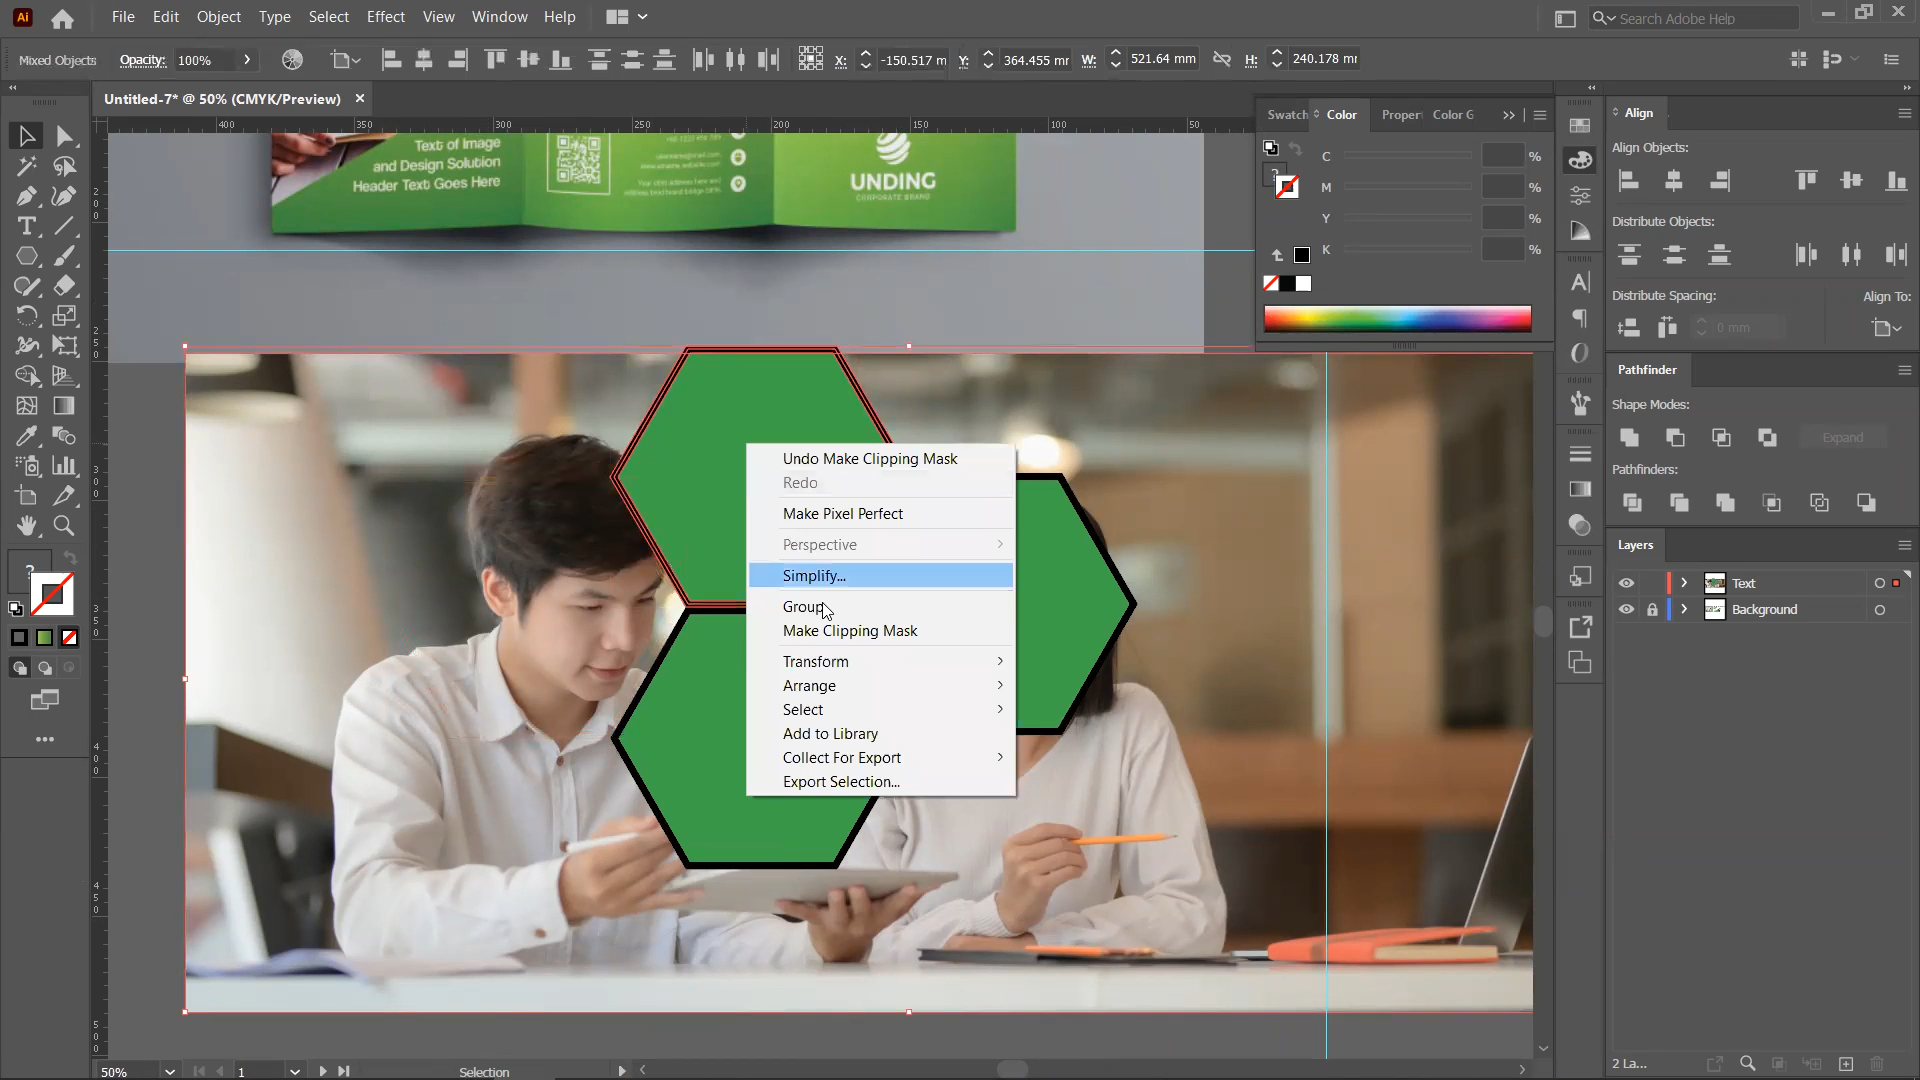 Ai
File Edit Object Type Select Effect View Window Help
Search Adobe Help
Mixed Objects Opacity: 100% X: -150.517 m Y: 364.455 mr W: 521.64 mm H: 240.178 mr
Untitled-7* @ 50% (CMYK/Preview)
400 350 300 250 200 150 100 50
Text of Image
and Design Solution
Header Text Goes Here
UNDING
CORPORATE BRAND
Swatch Color Proper Color G
C %
M %
Y %
K %
Align
Align Objects:
Distribute Objects:
Distribute Spacing:
Align To:
0 mm
Pathfinder
Shape Modes:
Expand
Pathfinders:
Layers
Text
Background
2 La...
Undo Make Clipping Mask
Redo
Make Pixel Perfect
Perspective
Simplify...
Group
Make Clipping Mask
Transform
Arrange
Select
Add to Library
Collect For Export
Export Selection...
50% 1 Selection